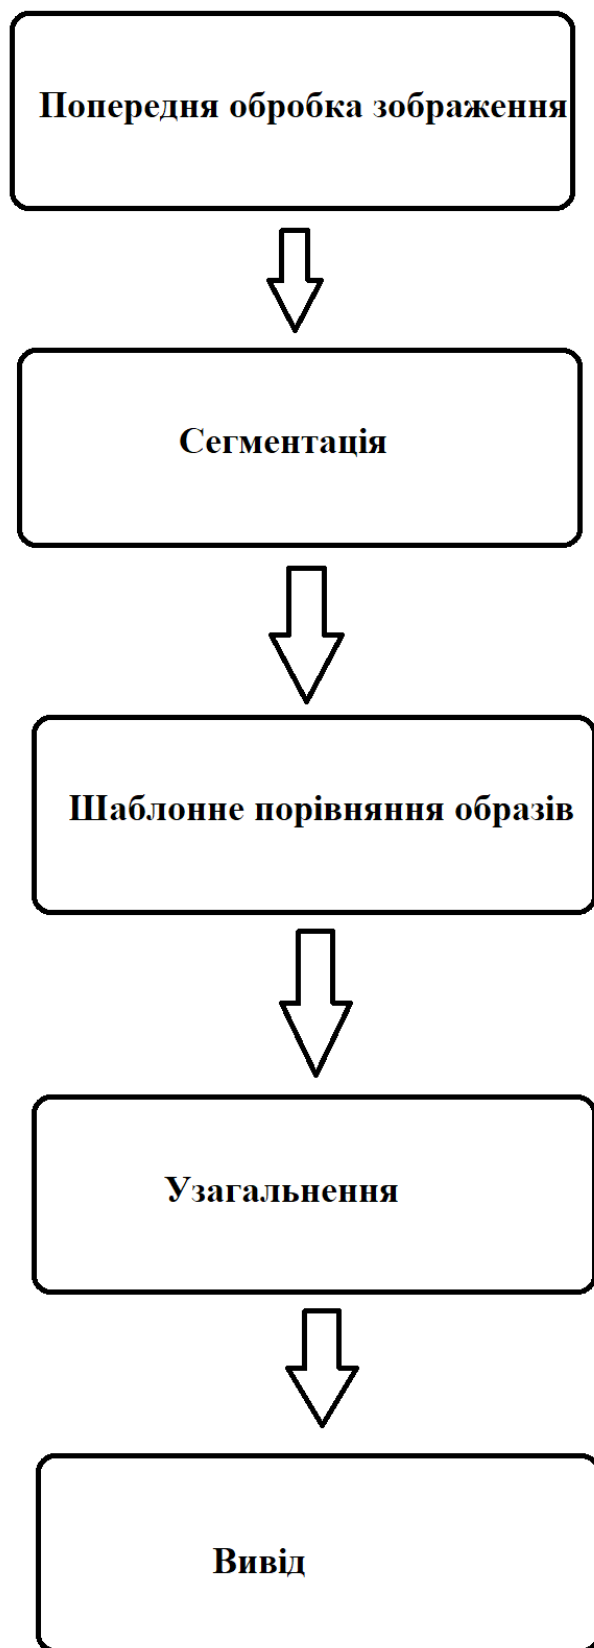 Попередня обробка зображення
Сегментація
Шаблонне порівняння образів
Узагальнення
Вивід